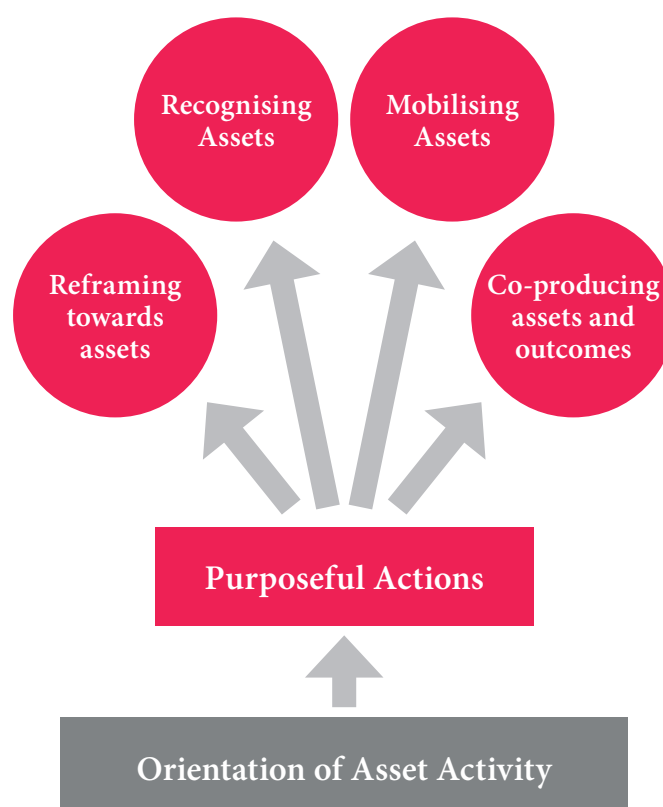 Recognising
Assets
Mobilising
Assets
Reframing
towards
assets
Co-producing
assets and
outcomes
Purposeful Actions
Orientation of Asset Activity